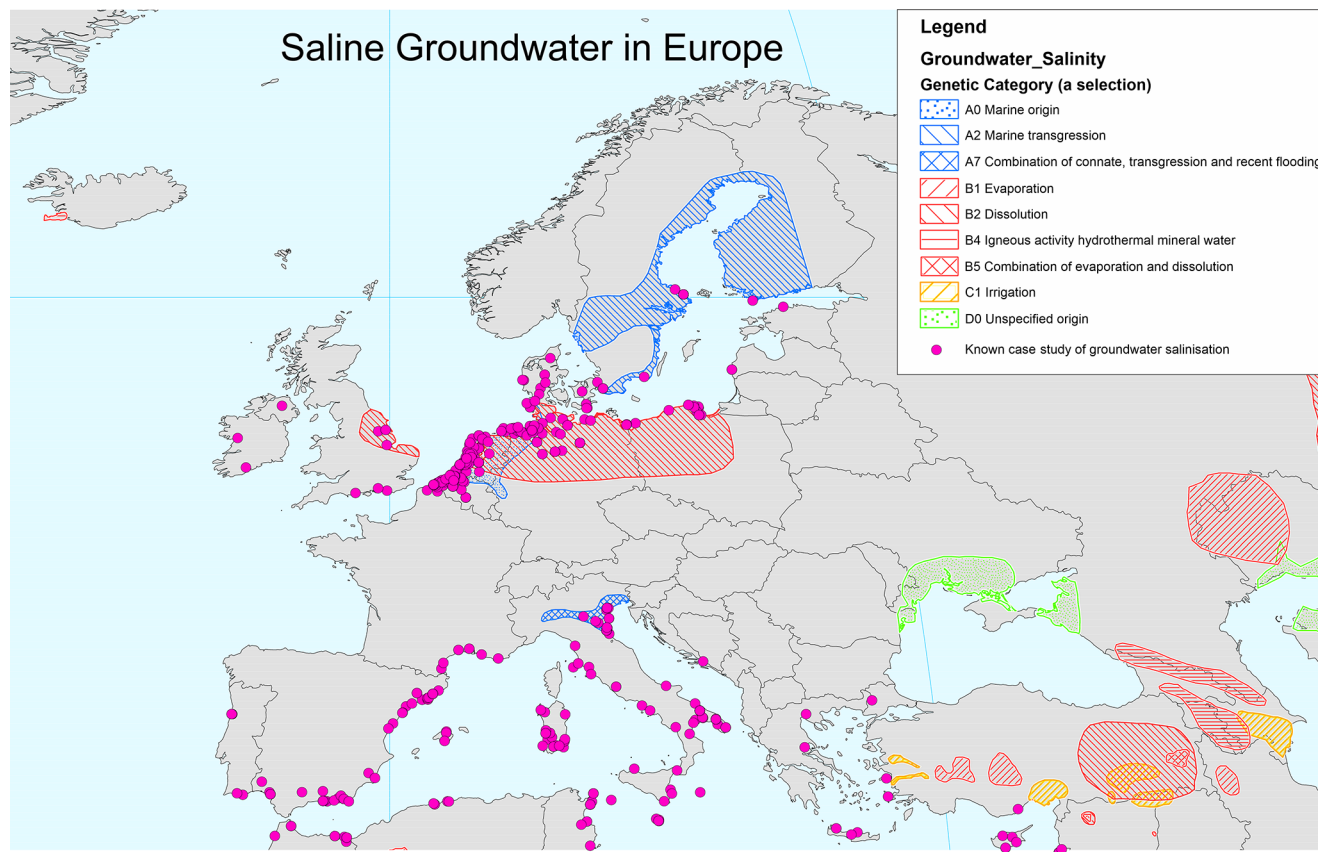 Saline Groundwater in Europe
Legend
Groundwater_Salinity
Genetic Category (a selection)
A0 Marine origin
A2 Marine transgression
A7 Combination of connate, transgression and recent flooding
B1 Evaporation
B2 Dissolution
B4 Igneous activity hydrothermal mineral water
B5 Combination of evaporation and dissolution
C1 Irrigation
D0 Unspecified origin
Known case study of groundwater salinisation